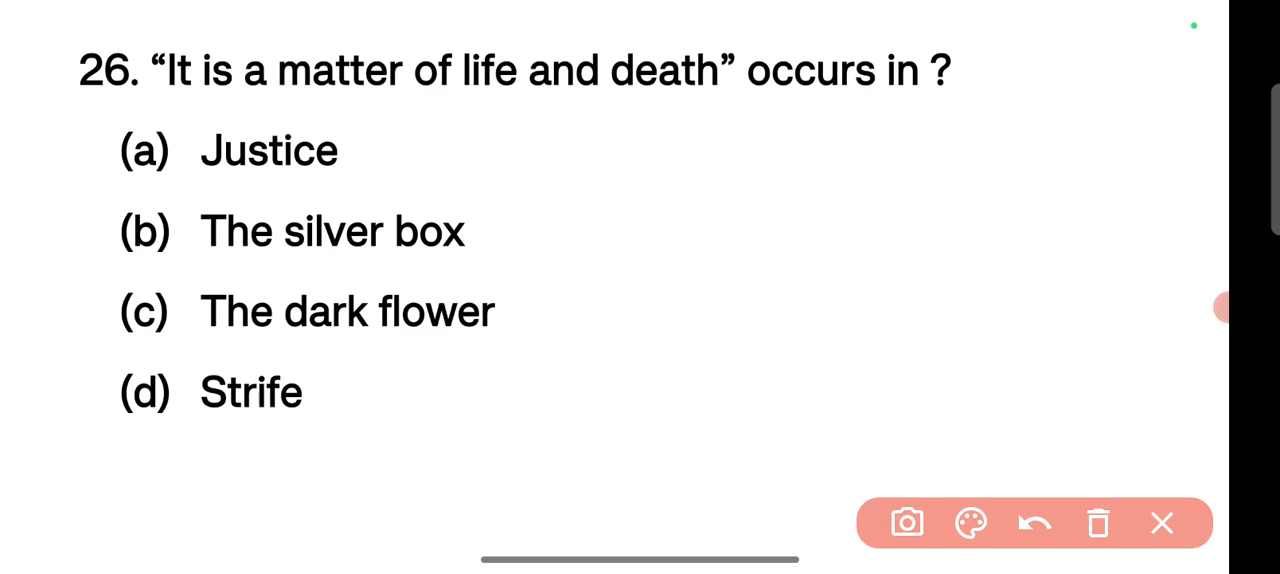 26. “It is a matter of life and death” occurs in ?
(a) Justice
(b) The silver box
(c) The dark flower
(d) Strife